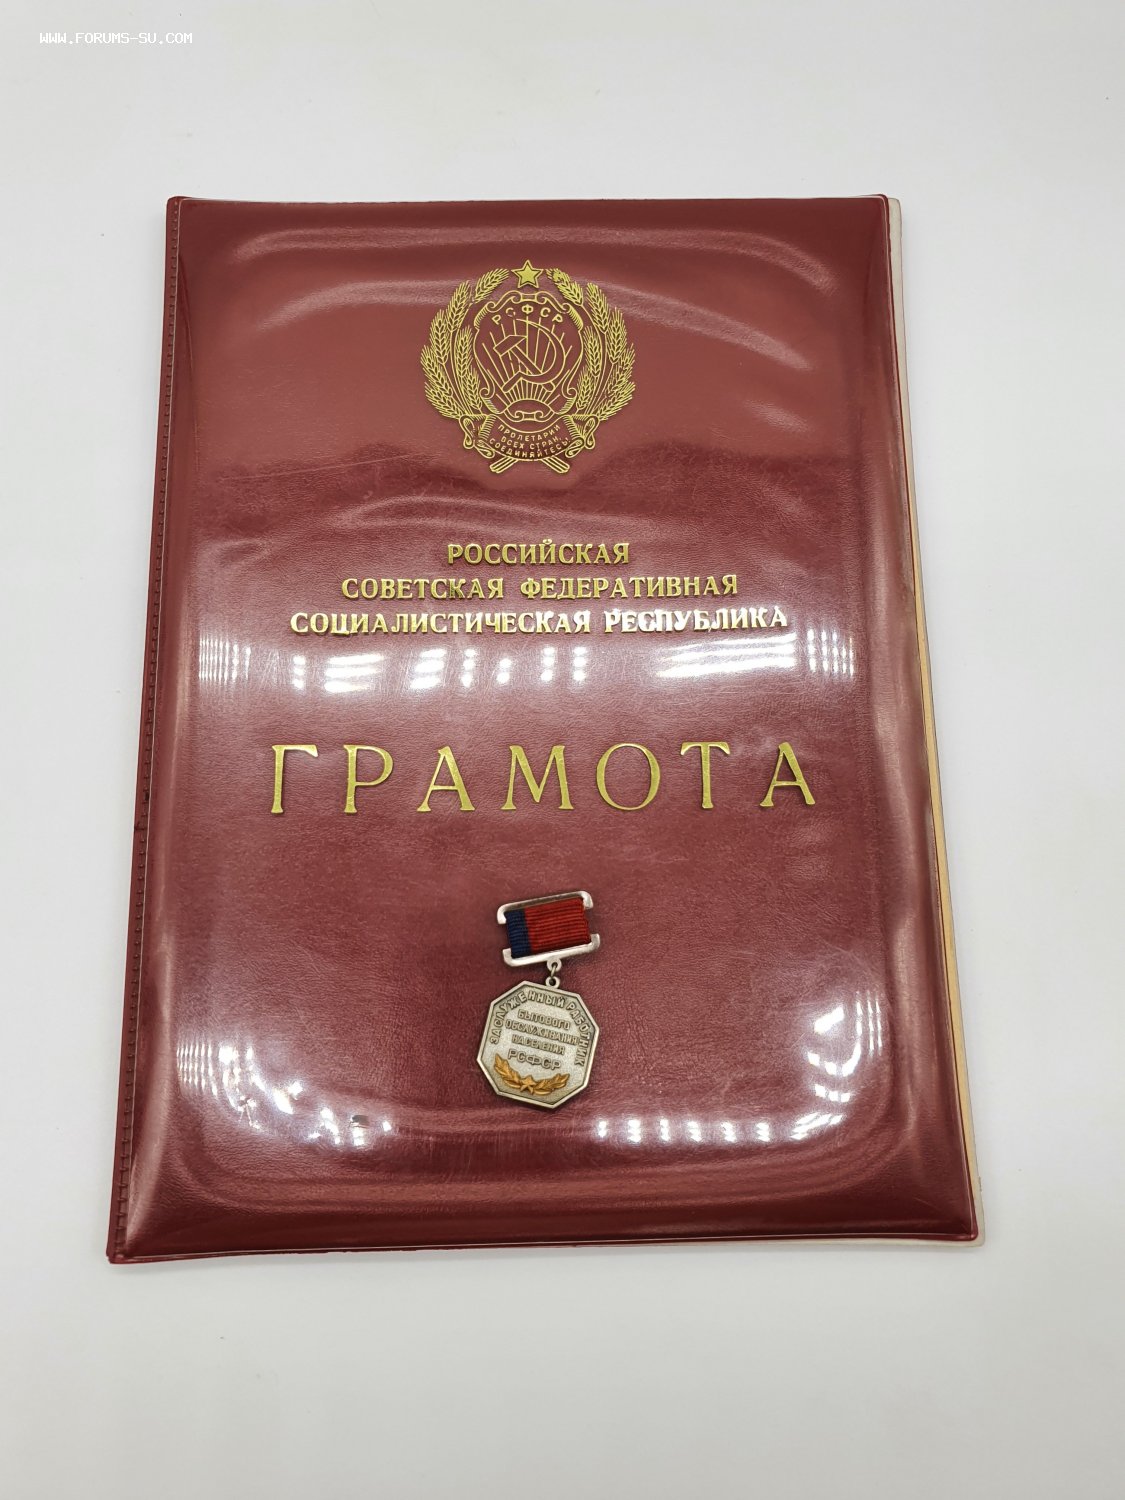 WWW.FORUMS-SU.COM
РСФСР
ПРОЛЕТАРИИ
ВСЕХ СТРАН,
СОЕДИНЯЙТЕСЬ!
РОССИЙСКАЯ
СОВЕТСКАЯ ФЕДЕРАТИВНАЯ
СОЦИАЛИСТИЧЕСКАЯ РЕСПУБЛИКА
ГРАМОТА
ЗАСЛУЖЕННЫЙ РАБОТНИК
БЫТОВОГО
ОБСЛУЖИВАНИЯ
НАСЕЛЕНИЯ
РСФСР